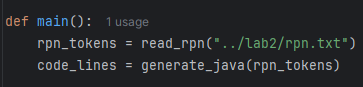 def main():  1 usage
    rpn_tokens = read_rpn("../lab2/rpn.txt")
    code_lines = generate_java(rpn_tokens)